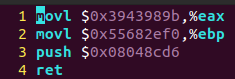 1 movl $0x3943989b,%eax
2 movl $0x55682ef0,%ebp
3 push $0x08048cd6
4 ret